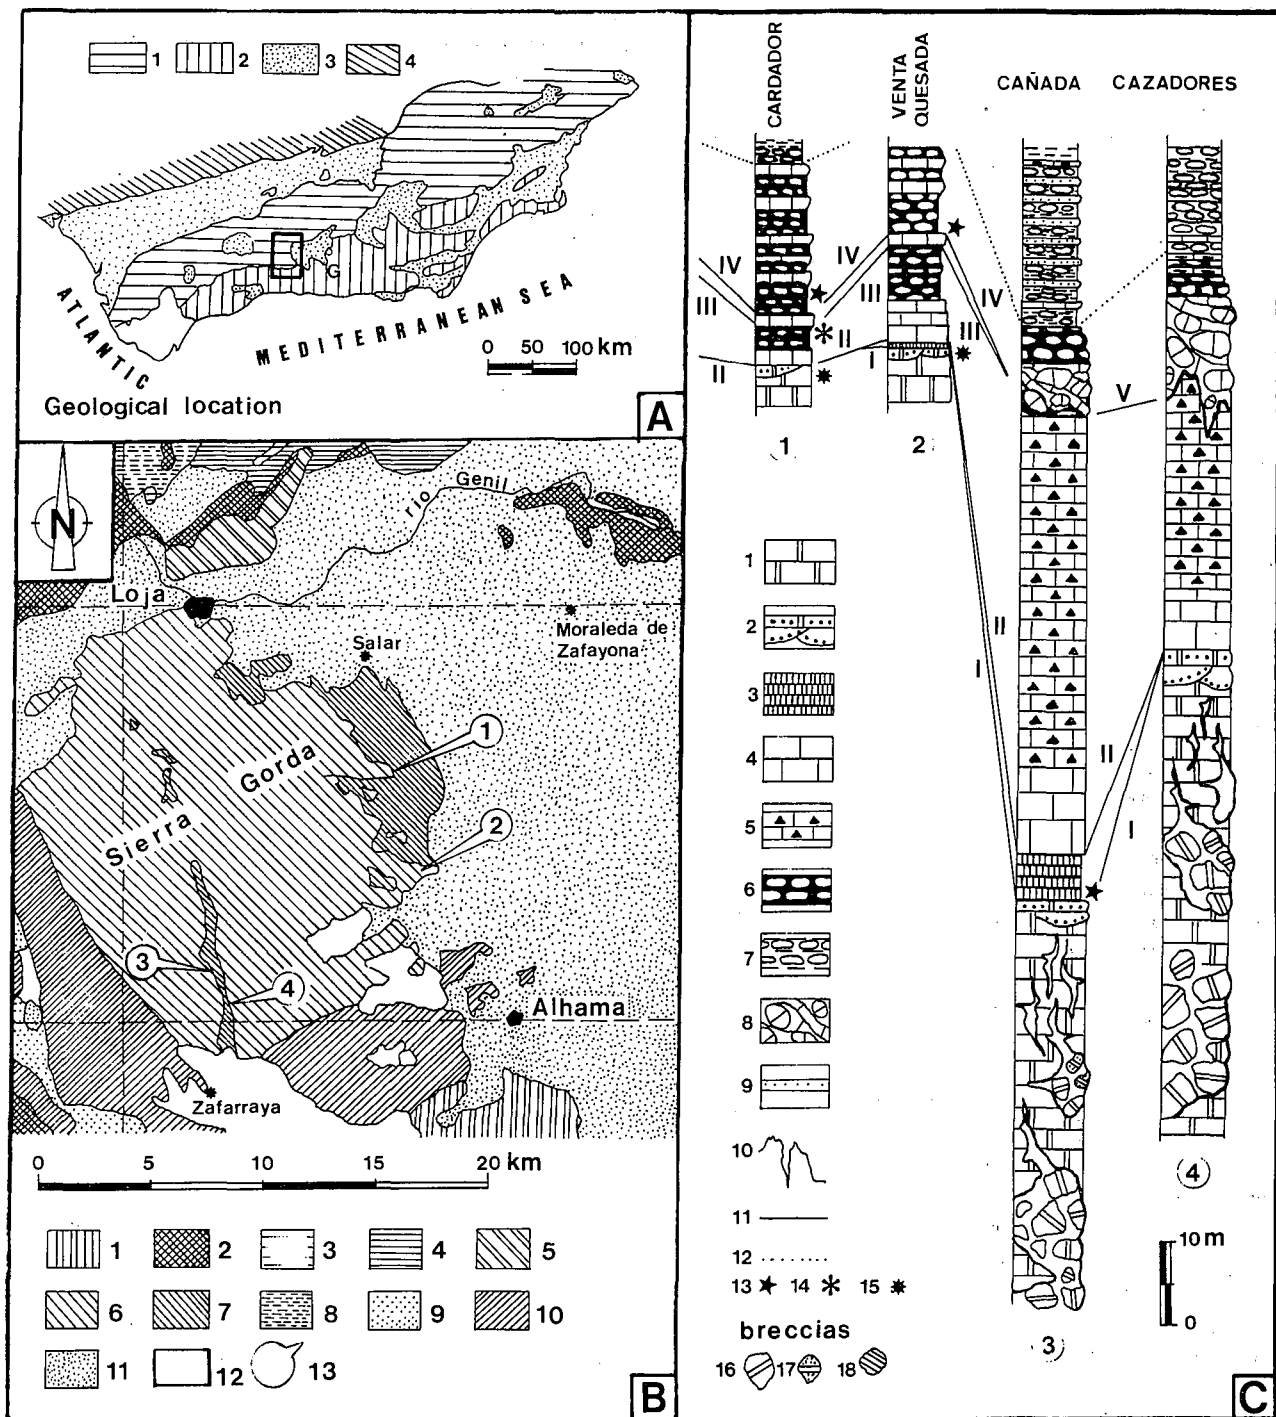 1 2 3 4
G
ATLANTIC
MEDITERRANEAN SEA
0 50 100 km
Geological location
A
N
rio Genil
Loja
Salar
Moraleda de
Zafayona
Sierra Gorda
1
2
3
4
Alhama
Zafarraya
0 5 10 15 20 km
1 2 3 4 5
6 7 8 9 10
11 12 13
B
CARDADOR
VENTA
QUESADA
CAÑADA
CAZADORES
IV
III
II
IV
III
II
I
IV
III
V
II
I
II
I
1
2
3
4
1
2
3
4
5
6
7
8
9
10
11
12
13 14 15
breccias
16 17 18
10 m
0
C